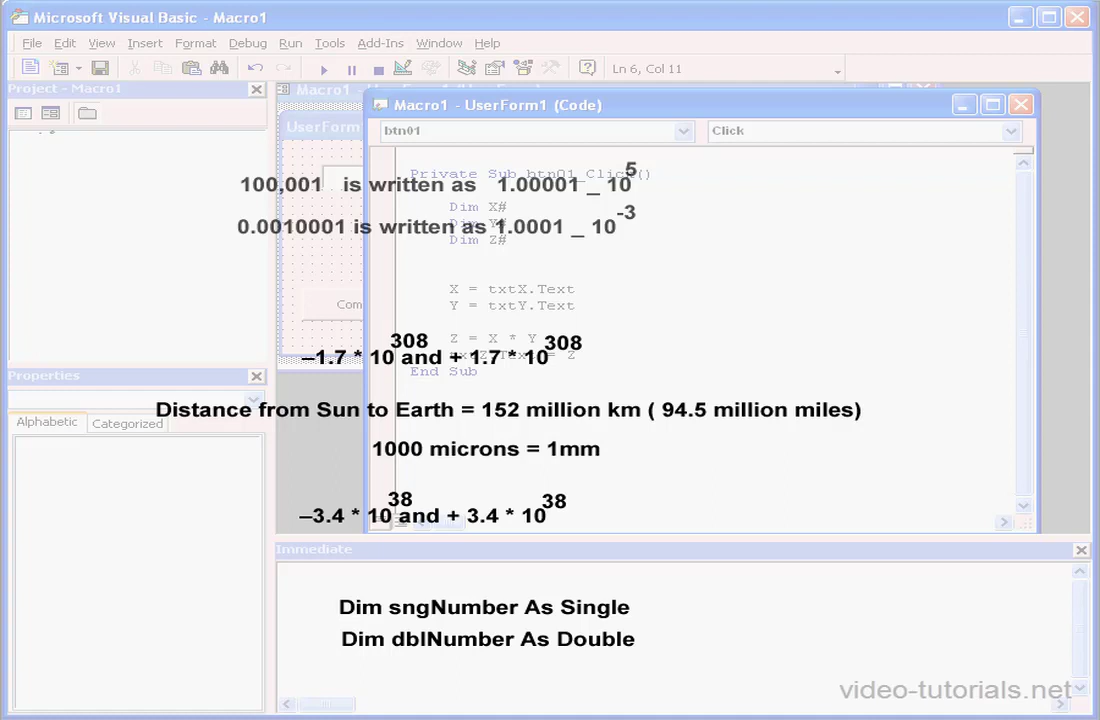 Microsoft Visual Basic - Macro1
File Edit View Insert Format Debug Run Tools Add-Ins Window Help
Ln 6, Col 11
Project - Macro1
Macro1 -
Macro1 - UserForm1 (Code)
UserForm
btn01 Click
Private Sub btn01_Click()
100,001 is written as 1.00001 _ 10 5
Dim X#
0.0010001 is written as 1.0001 _ 10 -3
Dim Y#
Dim Z#
X = txtX.Text
Com
Y = txtY.Text
Z = X * Y
–1.7 * 10 308 and + 1.7 * 10 308
End Sub
Properties
Distance from Sun to Earth = 152 million km ( 94.5 million miles)
Alphabetic Categorized
1000 microns = 1mm
–3.4 * 10 38 and + 3.4 * 10 38
Immediate
Dim sngNumber As Single
Dim dblNumber As Double
video-tutorials.net